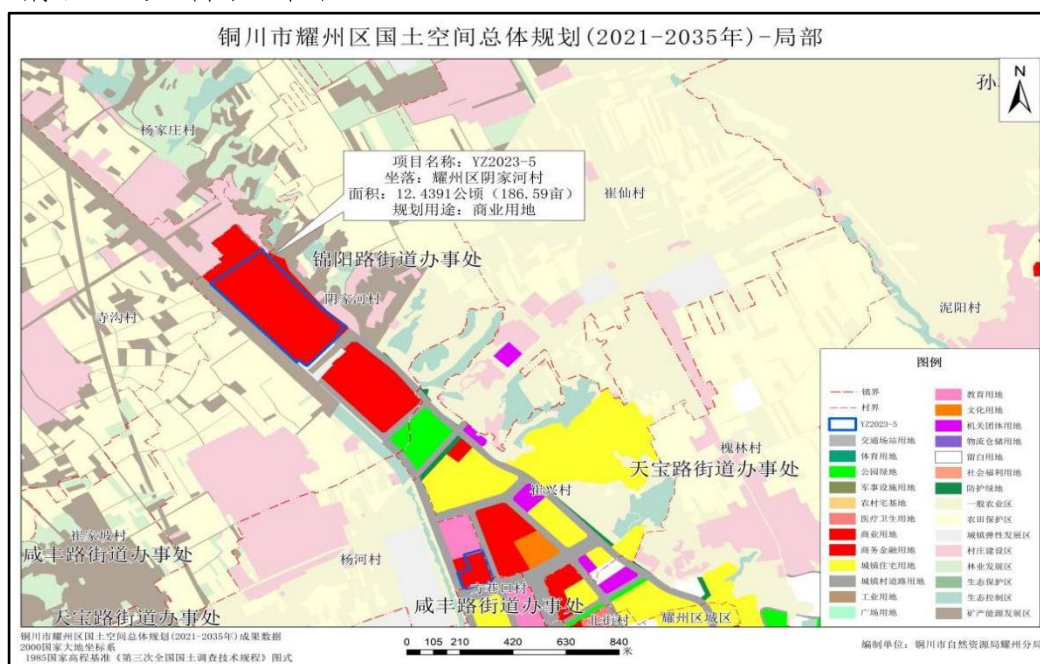 铜川市耀州区国土空间总体规划(2021-2035年)-局部
孙
N
杨家庄村
项目名称：YZ2023-5
坐落：耀州区阴家河村
面积：12.4391公顷（186.59亩）
规划用途：商业用地
崔仙村
锦阳路街道办事处
阴家河村
寺沟村
泥阳村
槐林村
天宝路街道办事处
崔兴村
崔家坡村
咸丰路街道办事处
杨河村
方巷口村
咸丰路街道办事处
北街村
天宝路街道办事处
耀州区城区
图例
镇界
村界
YZ2023-5
交通场站用地
体育用地
公园绿地
军事设施用地
农村宅基地
医疗卫生用地
商业用地
商务金融用地
城镇住宅用地
城镇村道路用地
工业用地
广场用地
教育用地
文化用地
机关团体用地
物流仓储用地
留白用地
社会福利用地
防护绿地
一般农业区
农田保护区
城镇弹性发展区
村庄建设区
林业发展区
生态保护区
生态控制区
矿产能源发展区
铜川市耀州区国土空间总体规划(2021-2035年)成果数据
2000国家大地坐标系
1985国家高程基准《第三次全国国土调查技术规程》图式
0 105 210 420 630 840
米
编制单位：铜川市自然资源局耀州分局